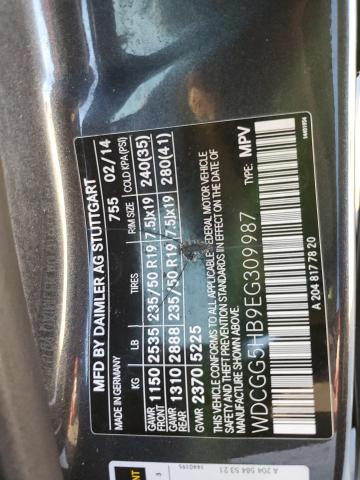 MFD BY DAIMLER AG STUTTGART
755 02/14
KG LB TIRES RIM SIZE COLD KPA(PSI)
GAWR FRONT 1150 2535 235/50 R19 7.5Jx19 240(35)
GAWR REAR 1310 2888 235/50 R19 7.5Jx19 280(41)
GVWR 2370 5225
THIS VEHICLE CONFORMS TO ALL APPLICABLE FEDERAL MOTOR VEHICLE
SAFETY AND THEFT PREVENTION STANDARDS IN EFFECT ON THE DATE OF
MANUFACTURE SHOWN ABOVE.
WDCGG5HB9EG309987 TYPE: MPV
A 204 817 78 20
A 204 584 53 21